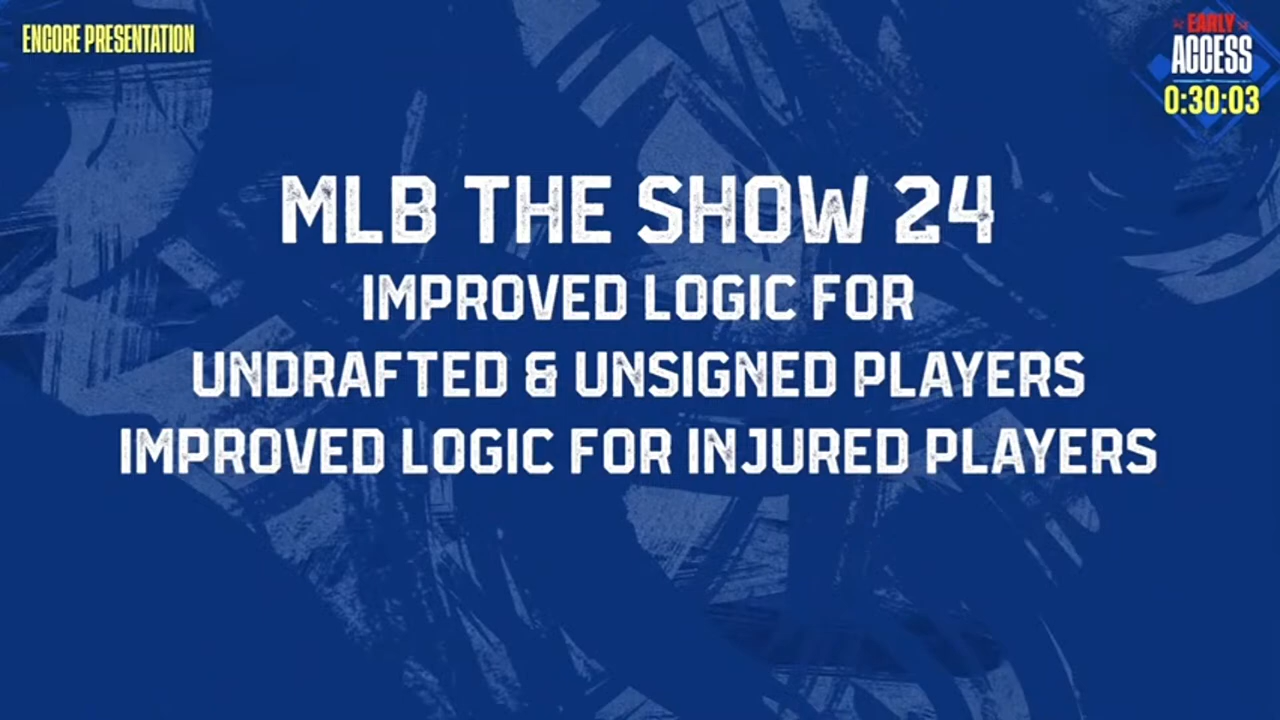 ENCORE PRESENTATION
EARLY
ACCESS
0:30:03
MLB THE SHOW 24
IMPROVED LOGIC FOR
UNDRAFTED & UNSIGNED PLAYERS
IMPROVED LOGIC FOR INJURED PLAYERS